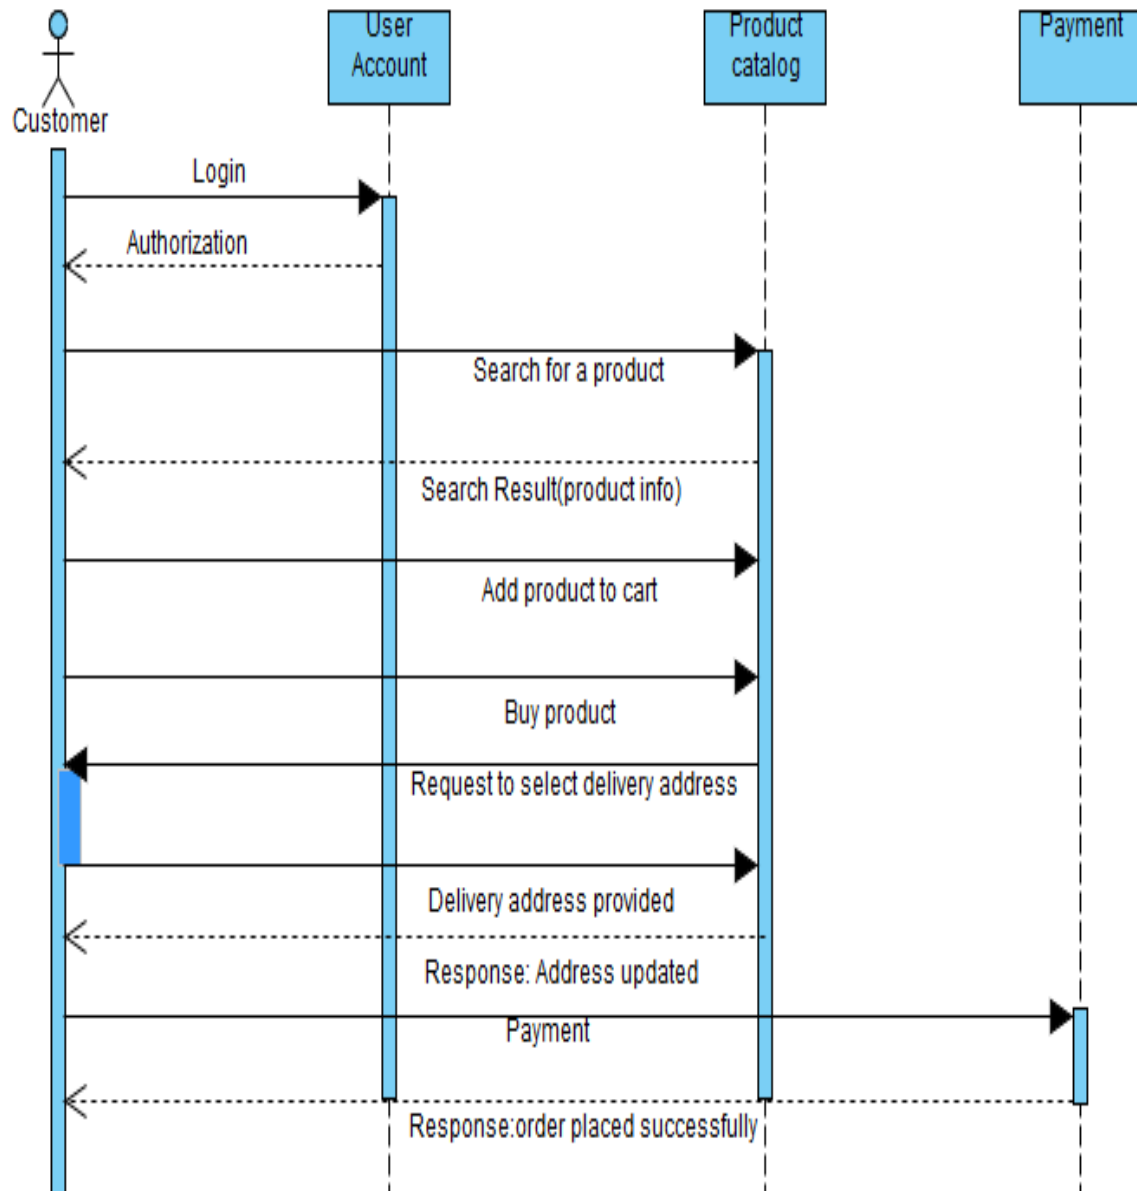 User
Account
Product
catalog
Payment
Customer
Login
Authorization
Search for a product
Search Result(product info)
Add product to cart
Buy product
Request to select delivery address
Delivery address provided
Response: Address updated
Payment
Response:order placed successfully